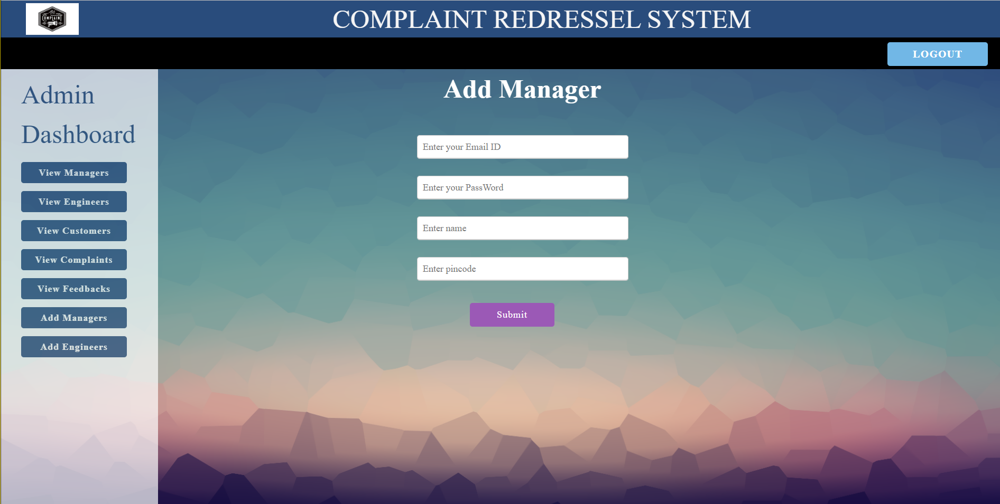 COMPLAINT
COMPLAINT REDRESSEL SYSTEM
LOGOUT
Admin
Dashboard
View Managers
View Engineers
View Customers
View Complaints
View Feedbacks
Add Managers
Add Engineers
Add Manager
Enter your Email ID
Enter your PassWord
Enter name
Enter pincode
Submit